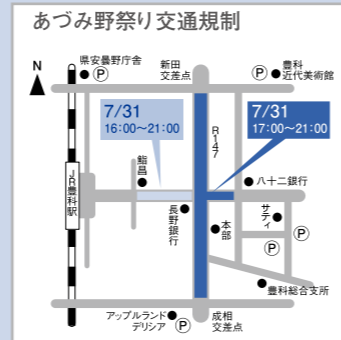 あづみ野祭り交通規制
県安曇野庁舎
P
新田
交差点
豊科
近代美術館
P
N
7/31
16:00〜21:00
7/31
17:00〜21:00
R147
JR豊科駅
鮨昌
八十二銀行
長野銀行
本部
サティ
P
P
豊科総合支所
アップルランド
デリシア
P
成相
交差点